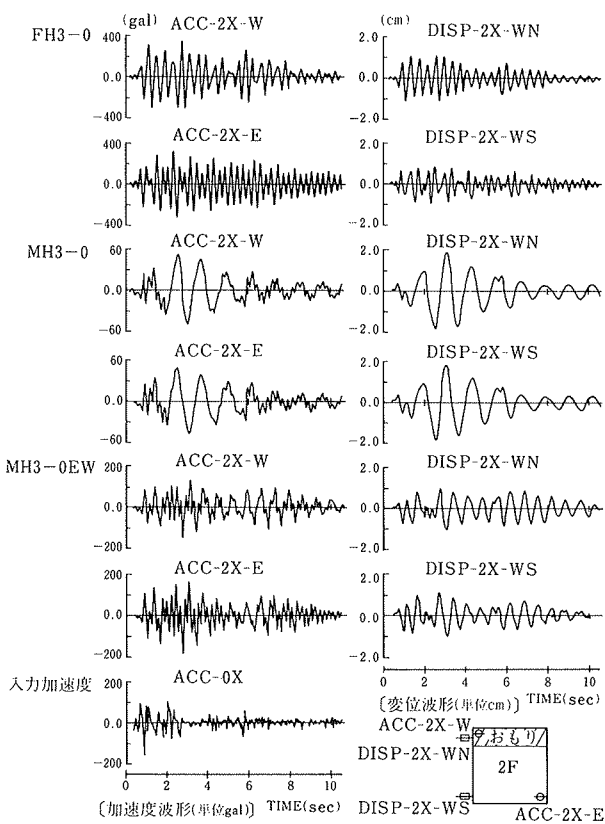 (gal) ACC-2X-W (cm) DISP-2X-WN
FH3-0
400 2.0
0.0 0.0
-400 -2.0
ACC-2X-E DISP-2X-WS
400 2.0
0.0 0.0
-400 -2.0
MH3-0 ACC-2X-W DISP-2X-WN
60 2.0
0.0 0.0
-60 -2.0
ACC-2X-E DISP-2X-WS
60 2.0
0.0 0.0
-60 -2.0
MH3-0EW ACC-2X-W DISP-2X-WN
200 2.0
0.0 0.0
-200 -2.0
ACC-2X-E DISP-2X-WS
200 2.0
0.0 0.0
-200 -2.0
入力加速度 ACC-0X
200
0.0
-200
0 2 4 6 8 10
〔変位波形(単位cm)〕 TIME(sec)
0 2 4 6 8 10
〔加速度波形(単位gal)〕 TIME(sec)
ACC-2X-W
おもり
DISP-2X-WN
2F
DISP-2X-WS
ACC-2X-E